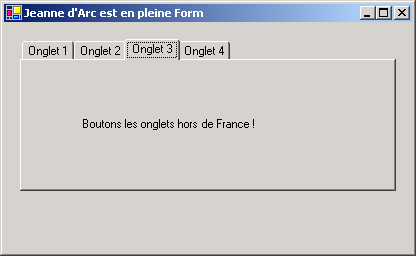 Jeanne d'Arc est en pleine Form
Onglet 1 Onglet 2 Onglet 3 Onglet 4
Boutons les onglets hors de France !